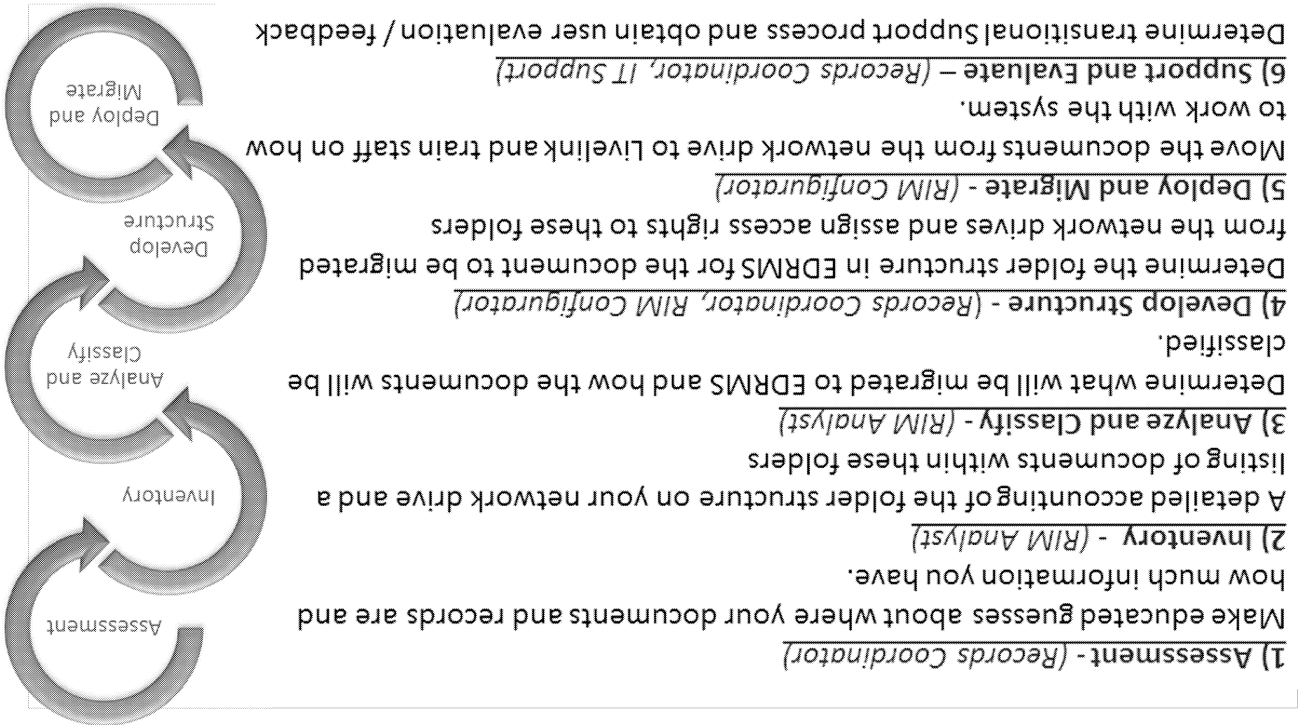 1) Assessment - (Records Coordinator)
Make educated guesses about where your documents and records are and
how much information you have.
2) Inventory - (RIM Analyst)
A detailed accounting of the folder structure on your network drive and a
listing of documents within these folders
3) Analyze and Classify - (RIM Analyst)
Determine what will be migrated to EDRMS and how the documents will be
classified.
4) Develop Structure - (Records Coordinator, RIM Configurator)
Determine the folder structure in EDRMS for the document to be migrated
from the network drives and assign access rights to these folders
5) Deploy and Migrate - (RIM Configurator)
Move the documents from the network drive to Livelink and train staff on how
to work with the system.
6) Support and Evaluate – (Records Coordinator, IT Support)
Determine transitional Support process and obtain user evaluation / feedback
Assessment
Inventory
Analyze and
Classify
Develop
Structure
Deploy and
Migrate